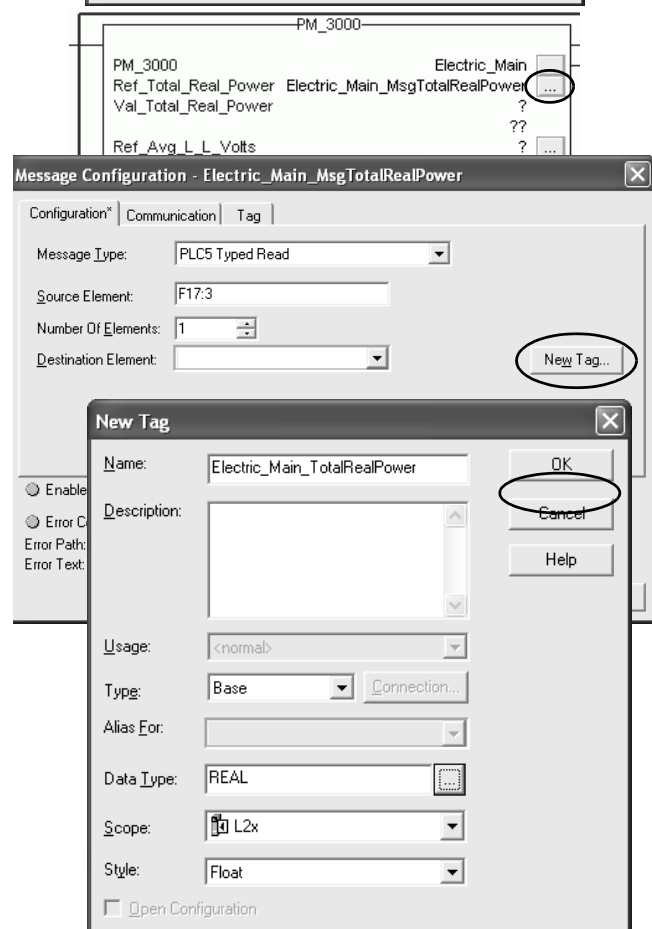 PM_3000
PM_3000 Electric_Main
Ref_Total_Real_Power Electric_Main_MsgTotalRealPower ...
Val_Total_Real_Power ?
??
Ref_Avg_L_L_Volts ? ...
Message Configuration - Electric_Main_MsgTotalRealPower
Configuration* Communication Tag
Message Type: PLC5 Typed Read
Source Element: F17:3
Number Of Elements: 1
Destination Element: New Tag...
New Tag
Name: Electric_Main_TotalRealPower OK
Enable
Description: Cancel
Error C
Error Path:
Error Text: Help
Usage: <normal>
Type: Base Connection...
Alias For:
Data Type: REAL ...
Scope: L2x
Style: Float
Open Configuration